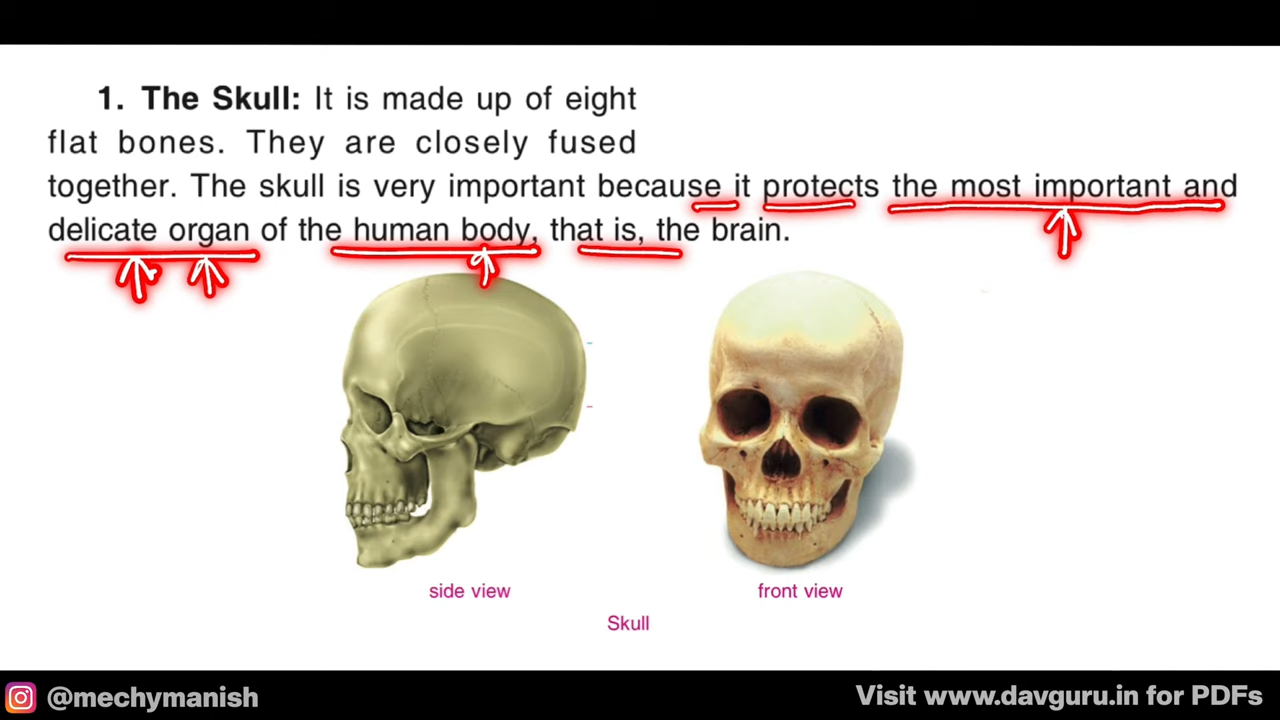 1. The Skull: It is made up of eight
flat bones. They are closely fused
together. The skull is very important because it protects the most important and
delicate organ of the human body, that is, the brain.
side view
front view
Skull
@mechymanish
Visit www.davguru.in for PDFs